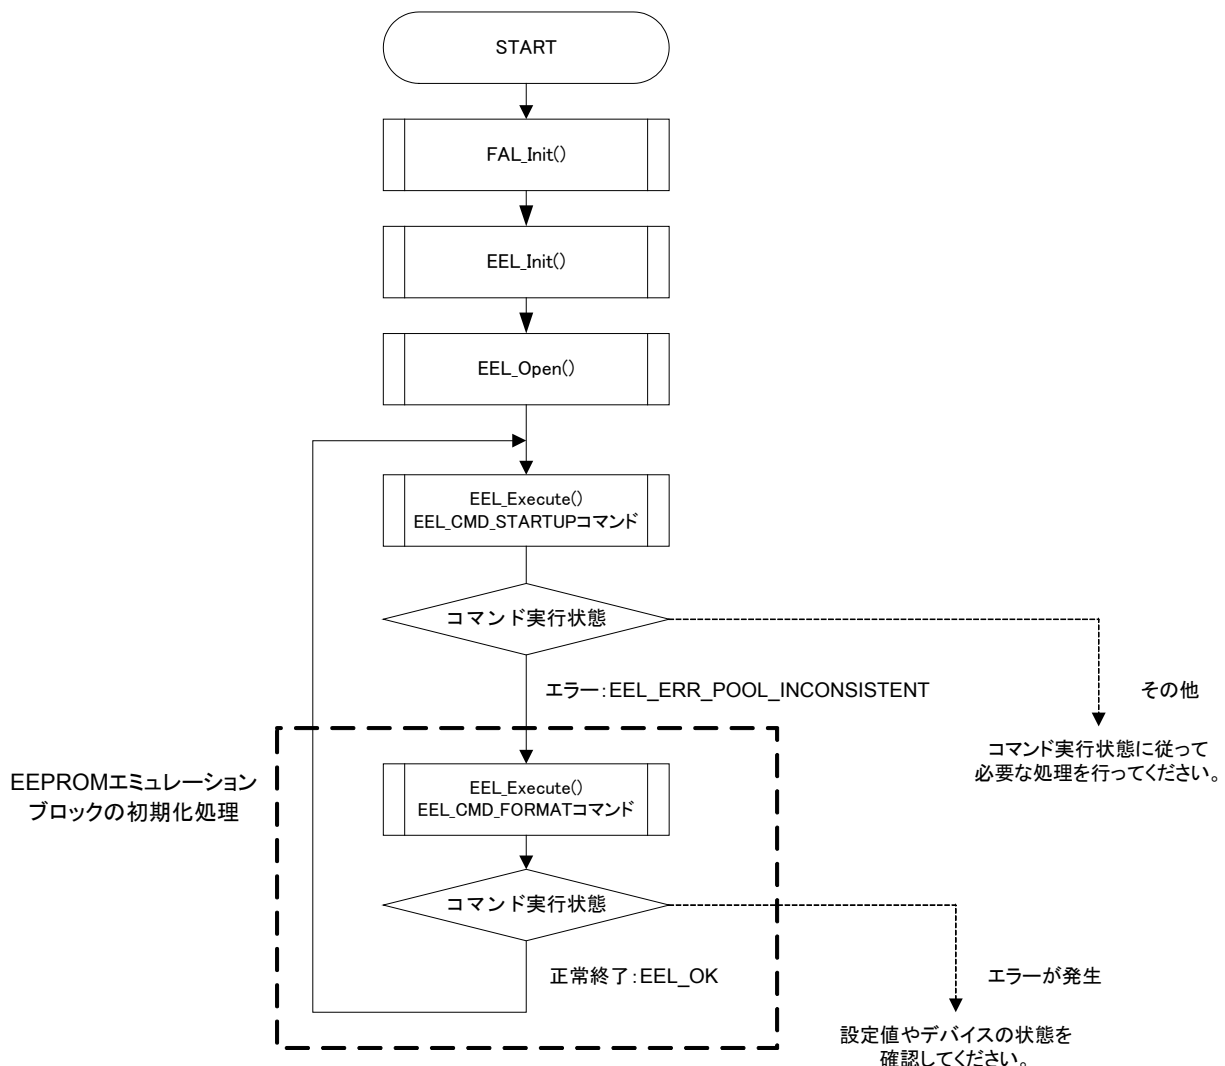 START
FAL_Init()
EEL_Init()
EEL_Open()
EEL_Execute()
EEL_CMD_STARTUPコマンド
コマンド実行状態
エラー：EEL_ERR_POOL_INCONSISTENT
その他
コマンド実行状態に従って
必要な処理を行ってください。
EEPROMエミュレーション
ブロックの初期化処理
EEL_Execute()
EEL_CMD_FORMATコマンド
コマンド実行状態
正常終了：EEL_OK
エラーが発生
設定値やデバイスの状態を
確認してください。